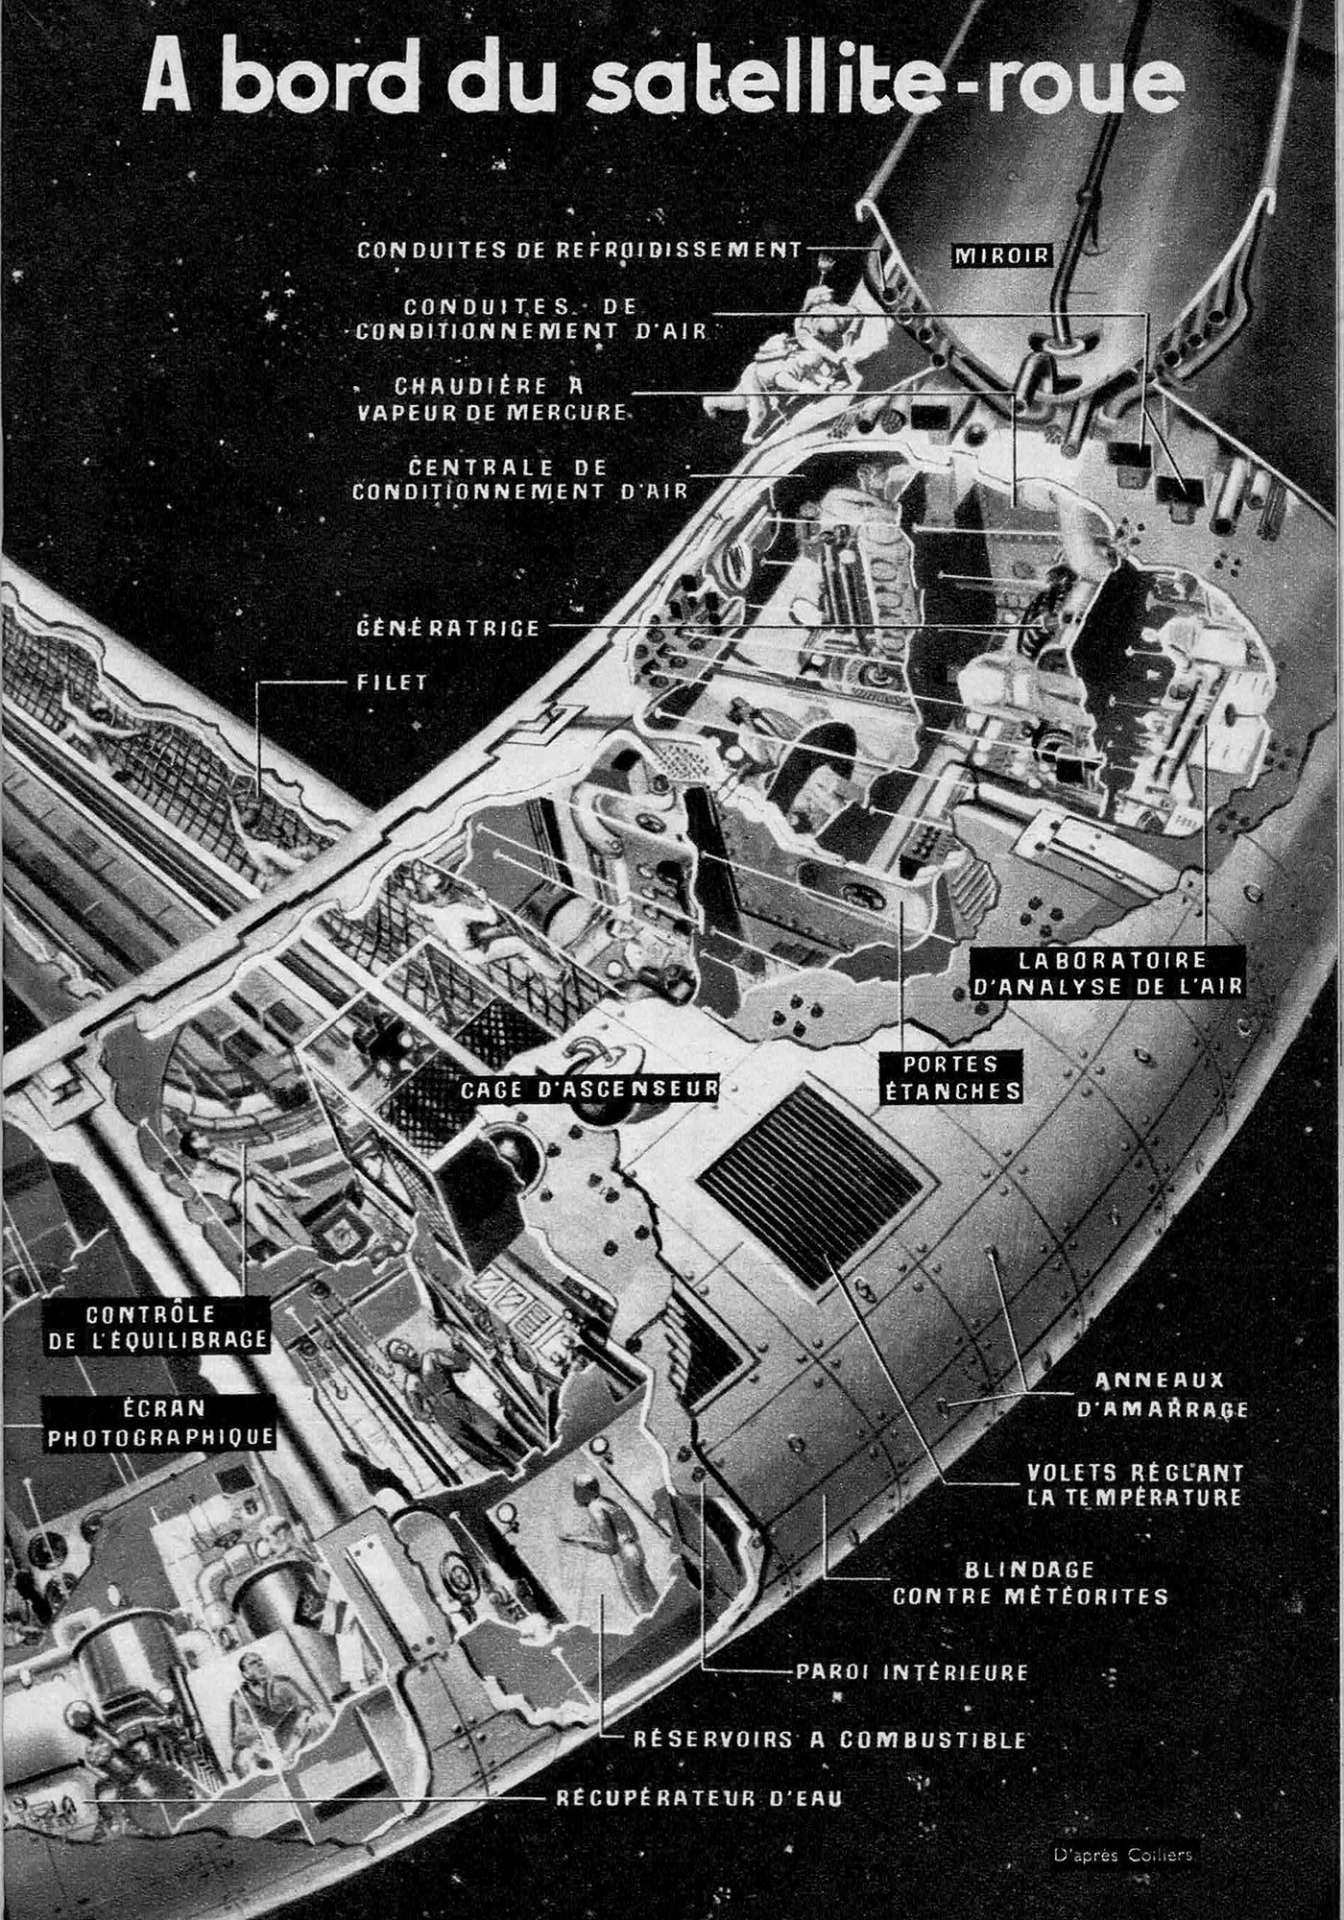 A bord du satellite-roue
CONDUITES DE REFROIDISSEMENT
MIROIR
CONDUITES DE
CONDITIONNEMENT D'AIR
CHAUDIÈRE A
VAPEUR DE MERCURE
CENTRALE DE
CONDITIONNEMENT D'AIR
GÉNÉRATRICE
FILET
LABORATOIRE
D'ANALYSE DE L'AIR
PORTES
ÉTANCHES
CAGE D'ASCENSEUR
CONTRÔLE
DE L'ÉQUILIBRAGE
ÉCRAN
PHOTOGRAPHIQUE
ANNEAUX
D'AMARRAGE
VOLETS RÉGLANT
LA TEMPÉRATURE
BLINDAGE
CONTRE MÉTÉORITES
PAROI INTÉRIEURE
RÉSERVOIRS A COMBUSTIBLE
RÉCUPÉRATEUR D'EAU
D'après Colliers